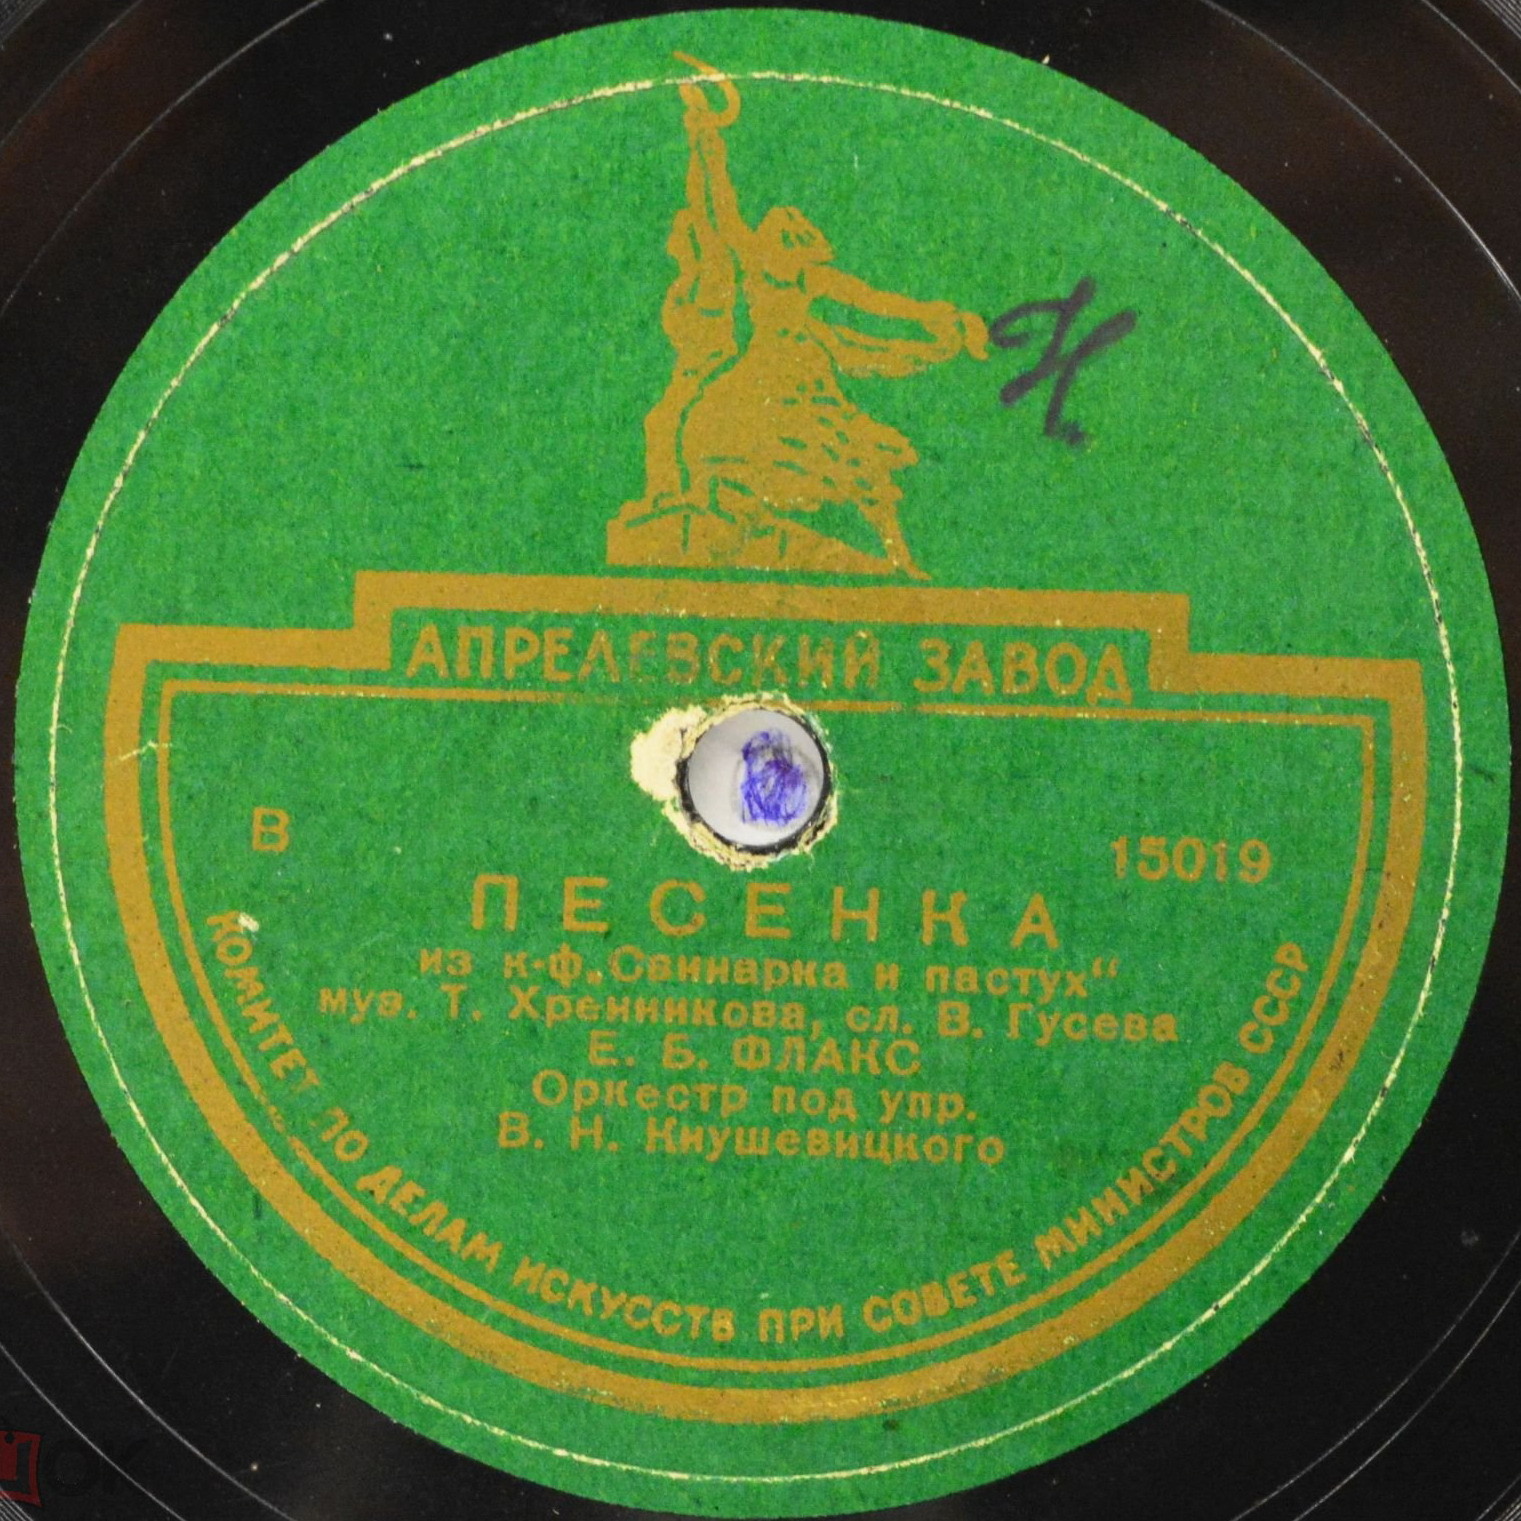 Н
АПРЕЛЕВСКИЙ ЗАВОД
В 15019
ПЕСЕНКА
из к-ф „Свинарка и пастух“
муз. Т. Хренникова, сл. В. Гусева
Е. Б. ФЛАКС
Оркестр под упр.
В. Н. Кнушевицкого
КОМИТЕТ ПО ДЕЛАМ ИСКУССТВ ПРИ СОВЕТЕ МИНИСТРОВ СССР